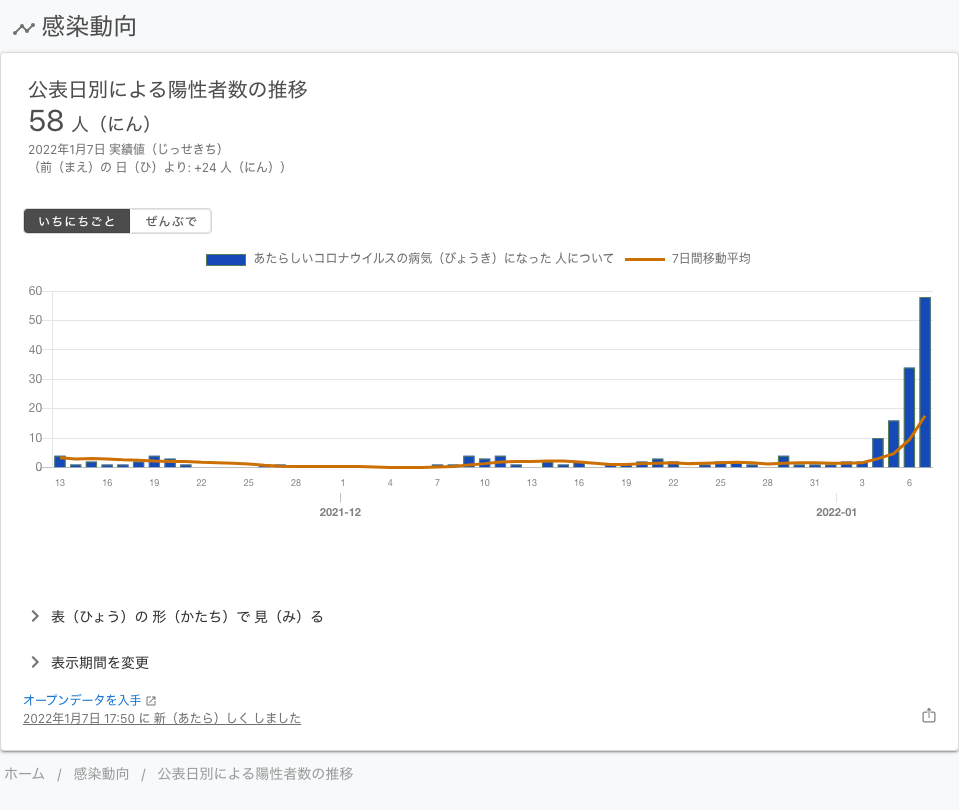 感染動向
公表日別による陽性者数の推移
58 人（にん）
2022年1月7日 実績値（じっせきち）
（前（まえ）の 日（ひ）より: +24 人（にん））
いちにちごと ぜんぶで
あたらしいコロナウイルスの病気（びょうき）になった 人について 7日間移動平均
60
50
40
30
20
10
0
13 16 19 22 25 28 1 4 7 10 13 16 19 22 25 28 31 3 6
2021-12 2022-01
表（ひょう）の 形（かたち）で 見（み）る
表示期間を変更
オープンデータを入手
2022年1月7日 17:50 に 新（あたら）しく しました
ホーム / 感染動向 / 公表日別による陽性者数の推移